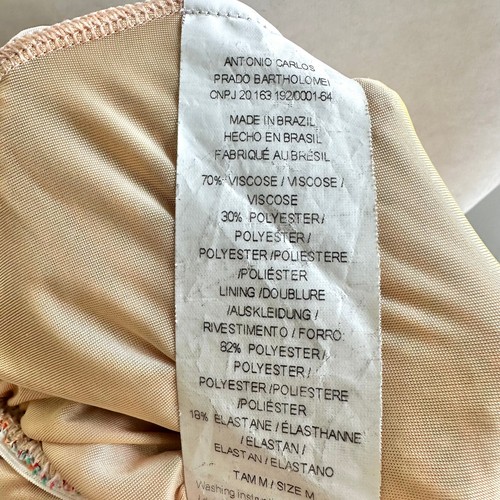 ANTONIO CARLOS
PRADO BARTHOLOMEI
CNPJ 20.163.192/0001-64
MADE IN BRAZIL
HECHO EN BRASIL
FABRIQUÉ AU BRÉSIL
70% VISCOSE / VISCOSE /
VISCOSE
30% POLYESTER /
POLYESTER /
POLYESTER /POLIESTERE
/POLIÉSTER
LINING /DOUBLURE
/AUSKLEIDUNG /
RIVESTIMENTO / FORRO:
82% POLYESTER /
POLYESTER /
POLYESTER /POLIESTERE
/POLIÉSTER
18% ELASTANE / ÉLASTHANNE
/ ELASTAN /
ELASTAN / ELASTANO
TAM M / SIZE M
Washing